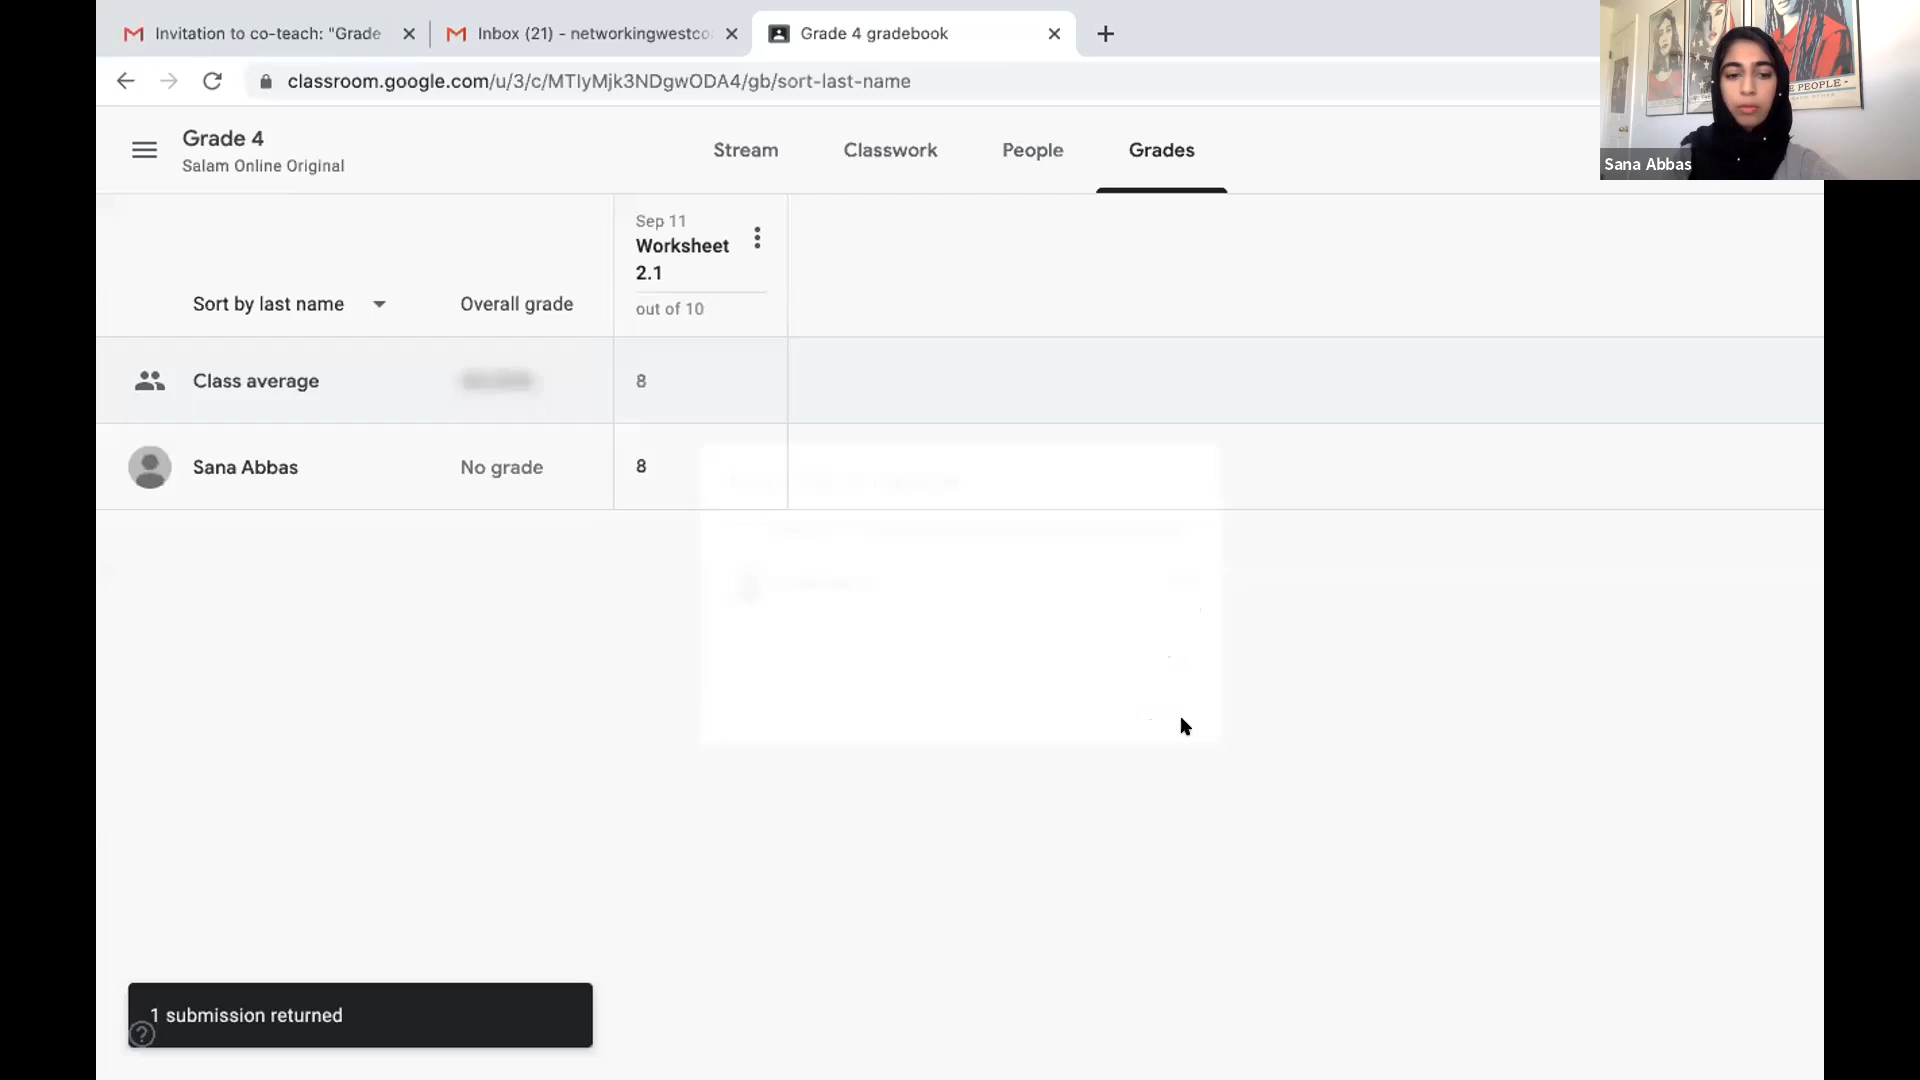 Invitation to co-teach: "Grade
Inbox (21) - networkingwestco
Grade 4 gradebook
classroom.google.com/u/3/c/MTIyMjk3NDgwODA4/gb/sort-last-name
Grade 4
Salam Online Original
Stream
Classwork
People
Grades
E PEOPLE -
Sana Abbas
Sep 11
Worksheet
2.1
out of 10
Sort by last name
Overall grade
Class average
8
Sana Abbas
No grade
8
1 submission returned
?